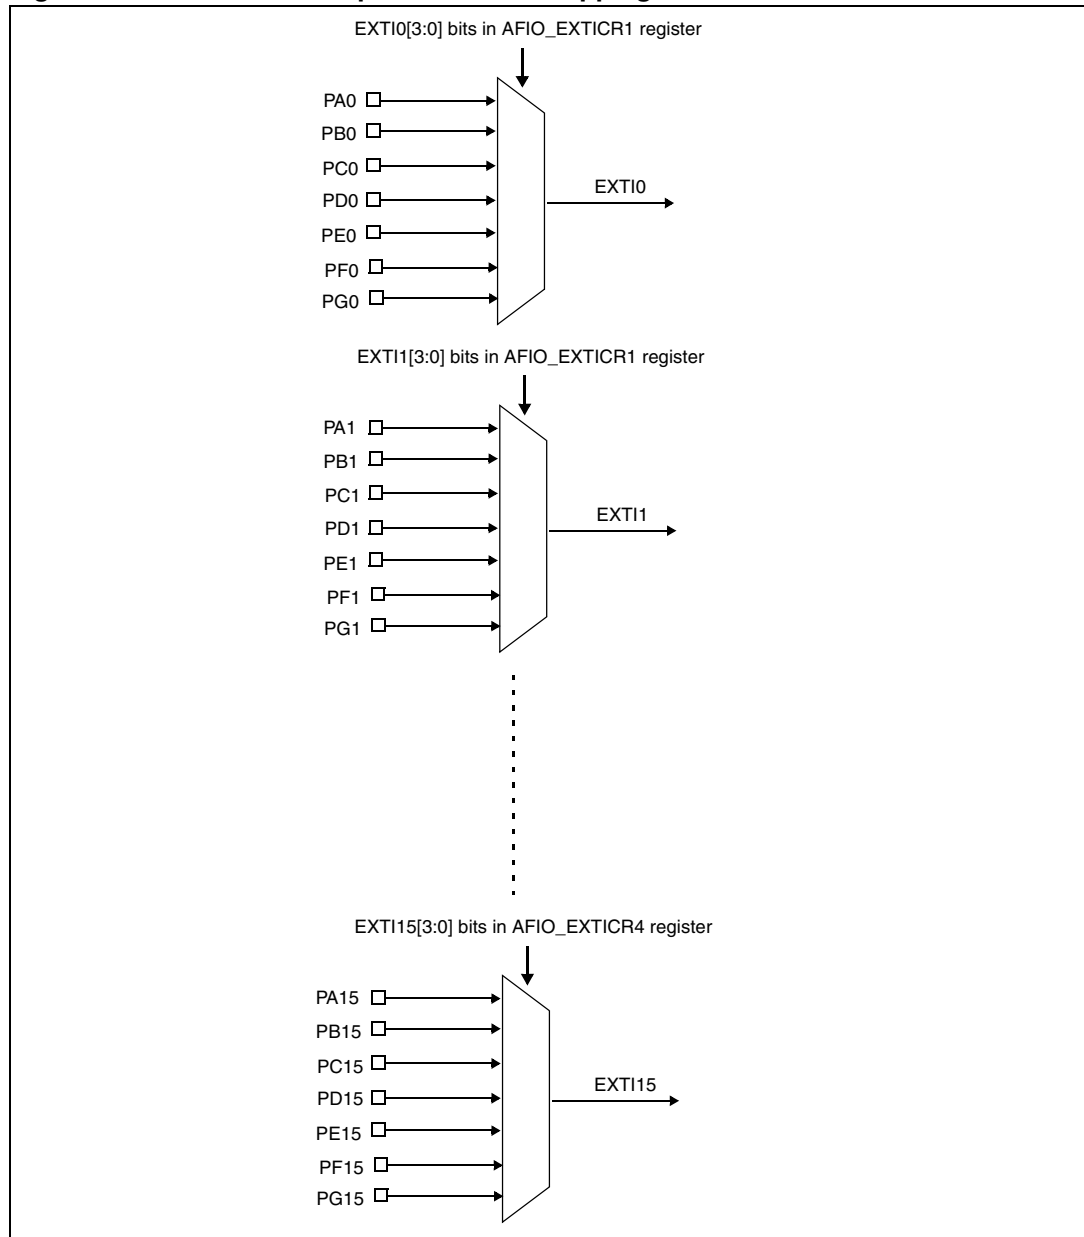 EXTI0[3:0] bits in AFIO_EXTICR1 register
PA0
PB0
PC0
PD0
PE0
PF0
PG0
EXTI0
EXTI1[3:0] bits in AFIO_EXTICR1 register
PA1
PB1
PC1
PD1
PE1
PF1
PG1
EXTI1
EXTI15[3:0] bits in AFIO_EXTICR4 register
PA15
PB15
PC15
PD15
PE15
PF15
PG15
EXTI15